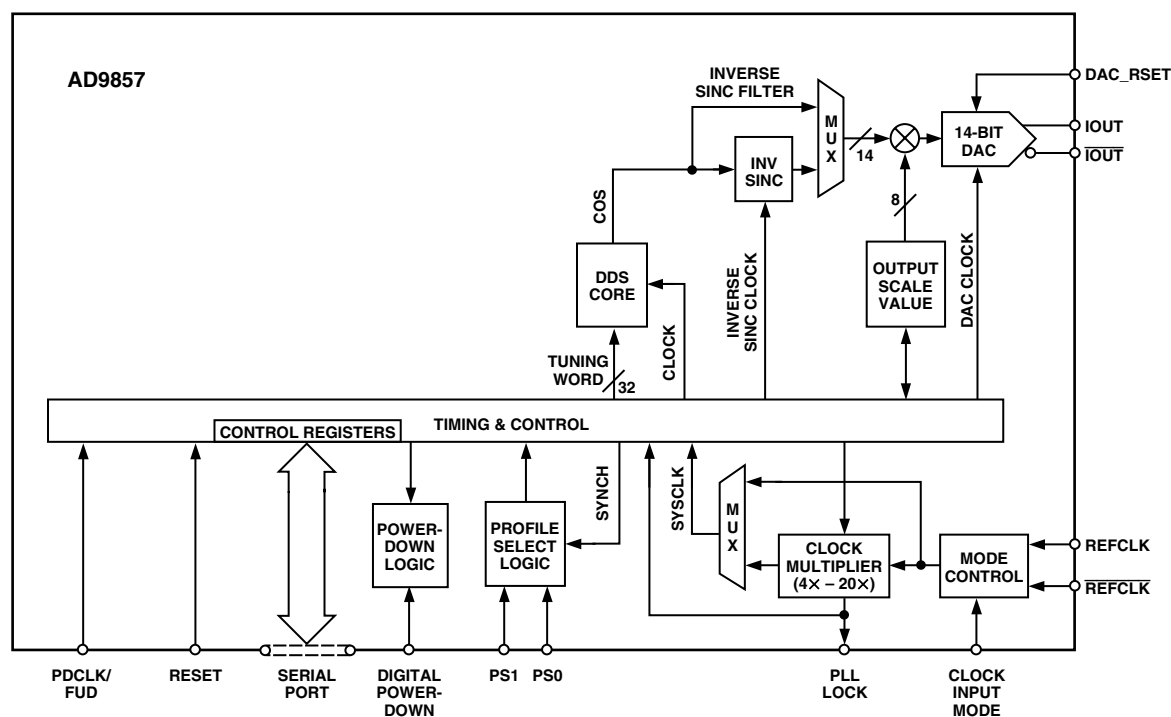 AD9857
INVERSE
SINC FILTER
DAC_RSET
MUX
14
14-BIT
DAC
IOUT
IOUT
INV
SINC
COS
8
DDS
CORE
CLOCK
INVERSE
SINC CLOCK
OUTPUT
SCALE
VALUE
DAC CLOCK
TUNING
WORD
32
TIMING & CONTROL
CONTROL REGISTERS
SYNCH
SYSCLK
MUX
POWER-
DOWN
LOGIC
PROFILE
SELECT
LOGIC
CLOCK
MULTIPLIER
(4× – 20×)
MODE
CONTROL
REFCLK
REFCLK
PDCLK/
FUD
RESET
SERIAL
PORT
DIGITAL
POWER-
DOWN
PS1
PS0
PLL
LOCK
CLOCK
INPUT
MODE